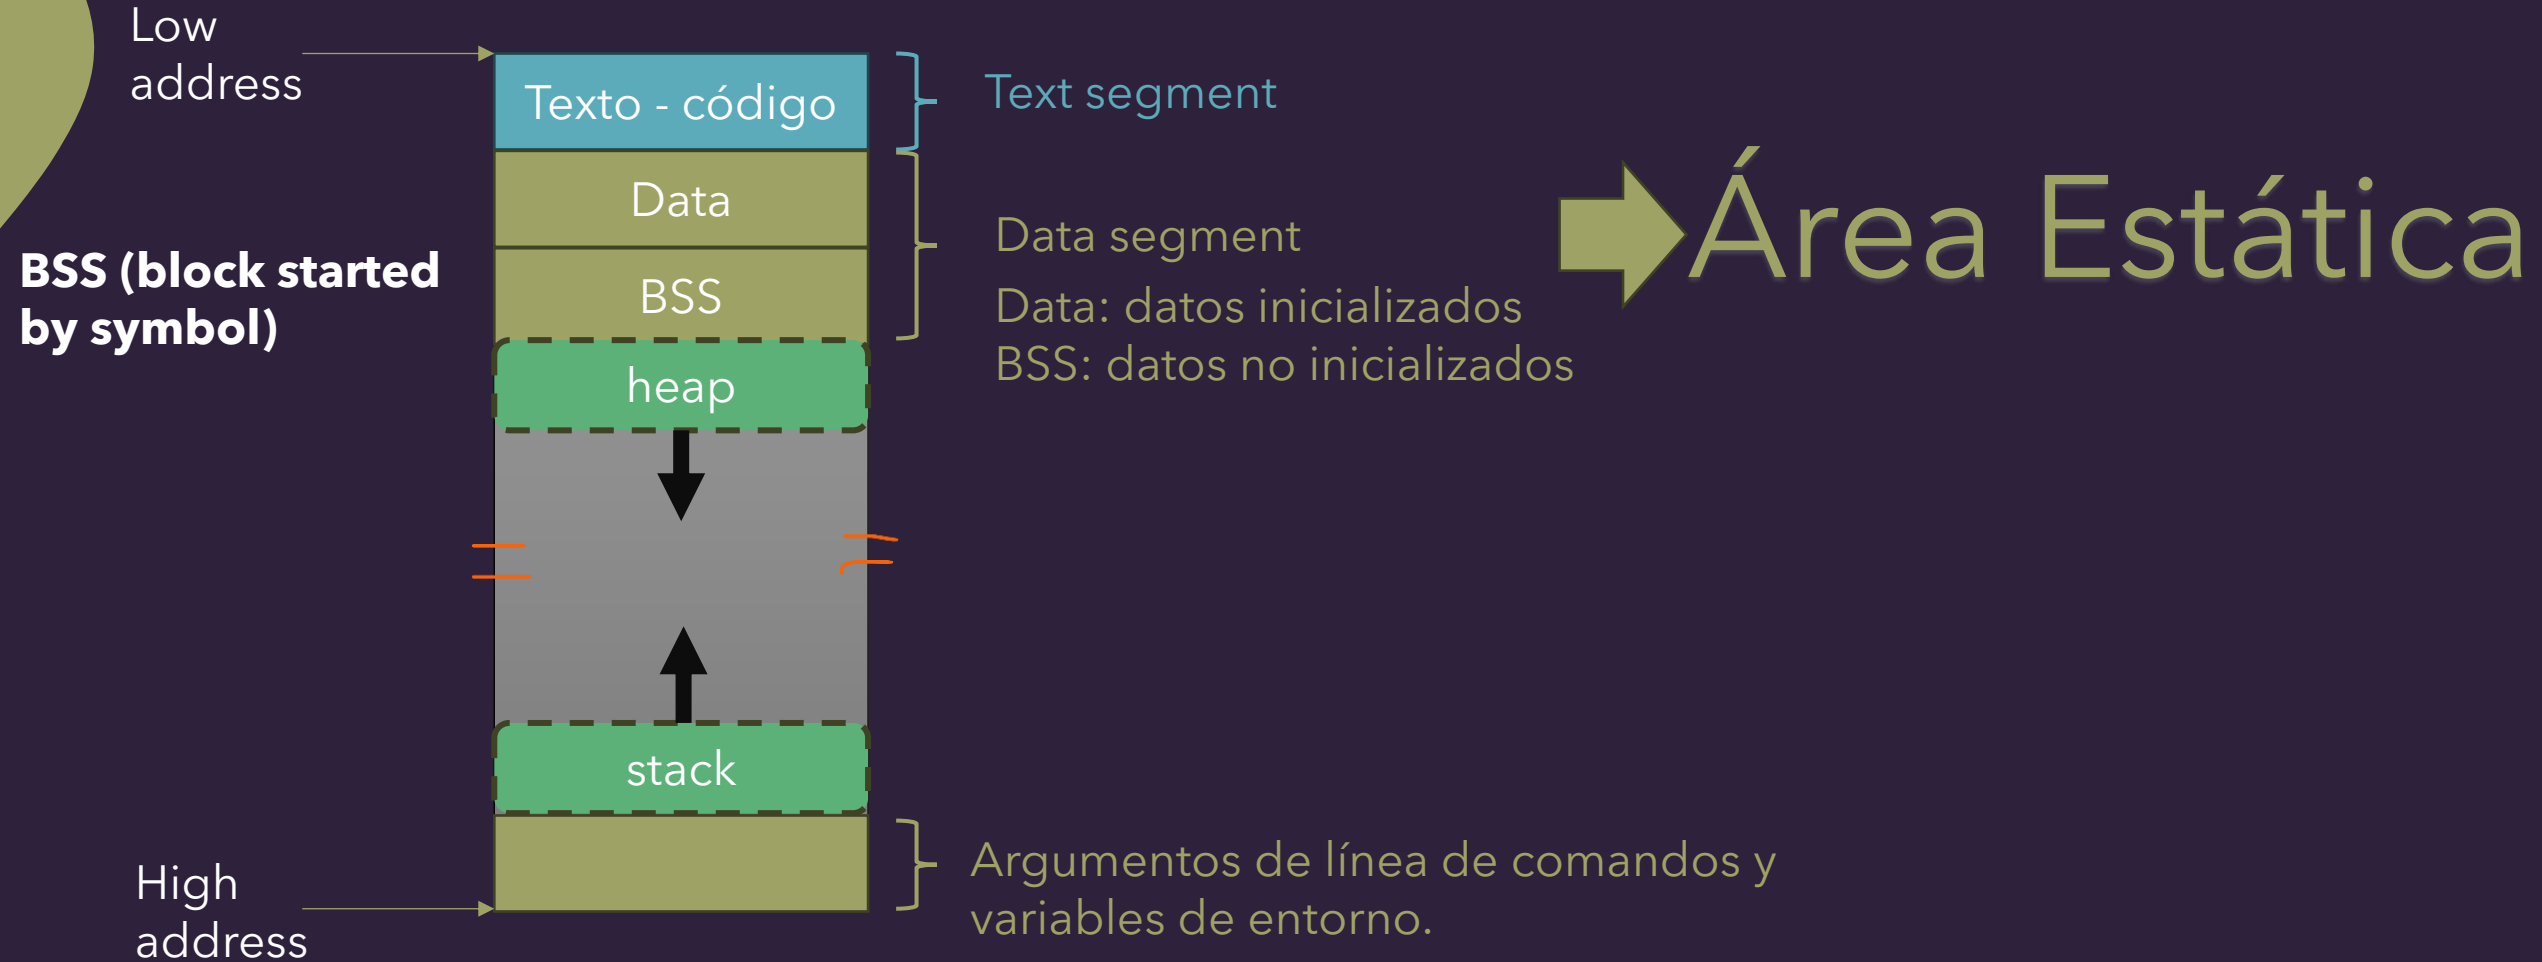 Low
address
Texto - código
Text segment
Data
Área Estática
Data segment
BSS (block started
by symbol)
BSS
Data: datos inicializados
BSS: datos no inicializados
heap
stack
High
address
Argumentos de línea de comandos y
variables de entorno.